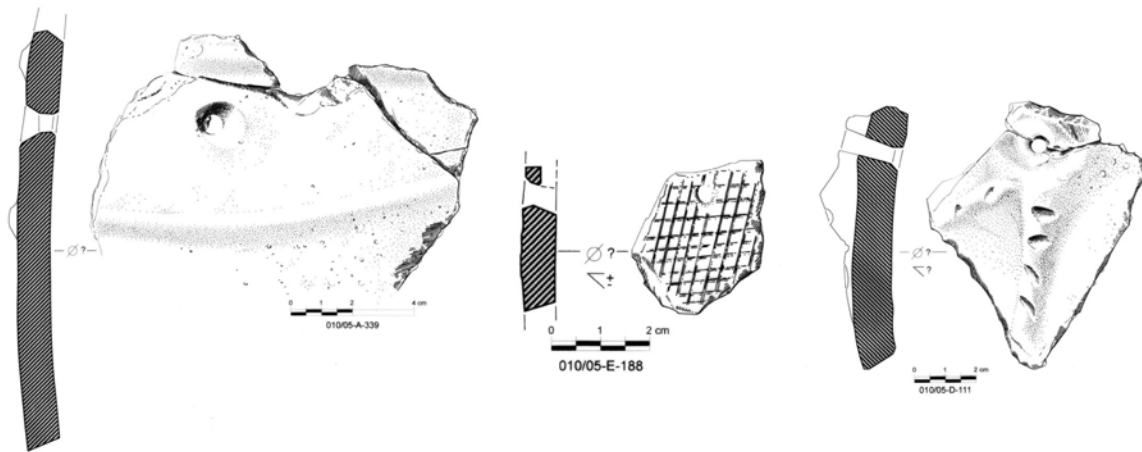 Ø ?
0 1 2 4 cm
010/05-A-339
Ø ?
±
0 1 2 cm
010/05-E-188
Ø ?
?
0 1 2 cm
010/05-D-111